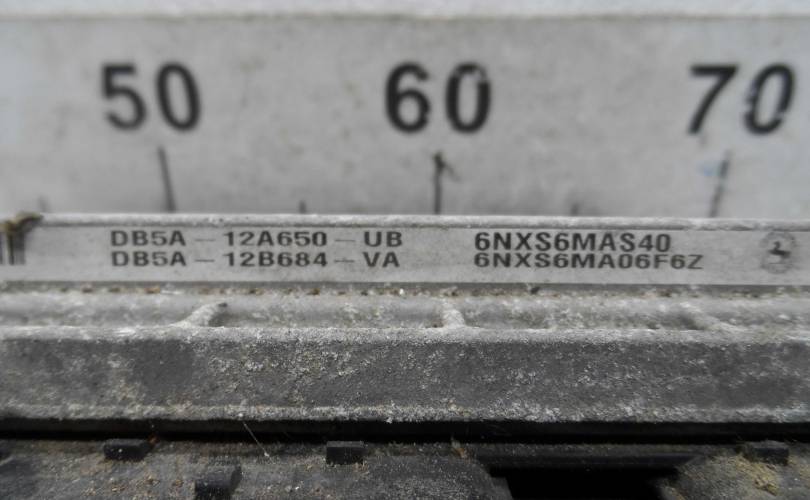 50 60 70
DB5A - 12A650 - UB 6NXS6MAS40
DB5A - 12B684 - VA 6NXS6MA06F6Z